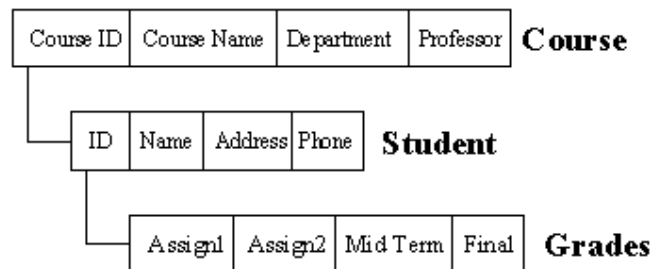 Course ID Course Name Department Professor Course
ID Name Address Phone Student
Assign1 Assign2 Mid Term Final Grades